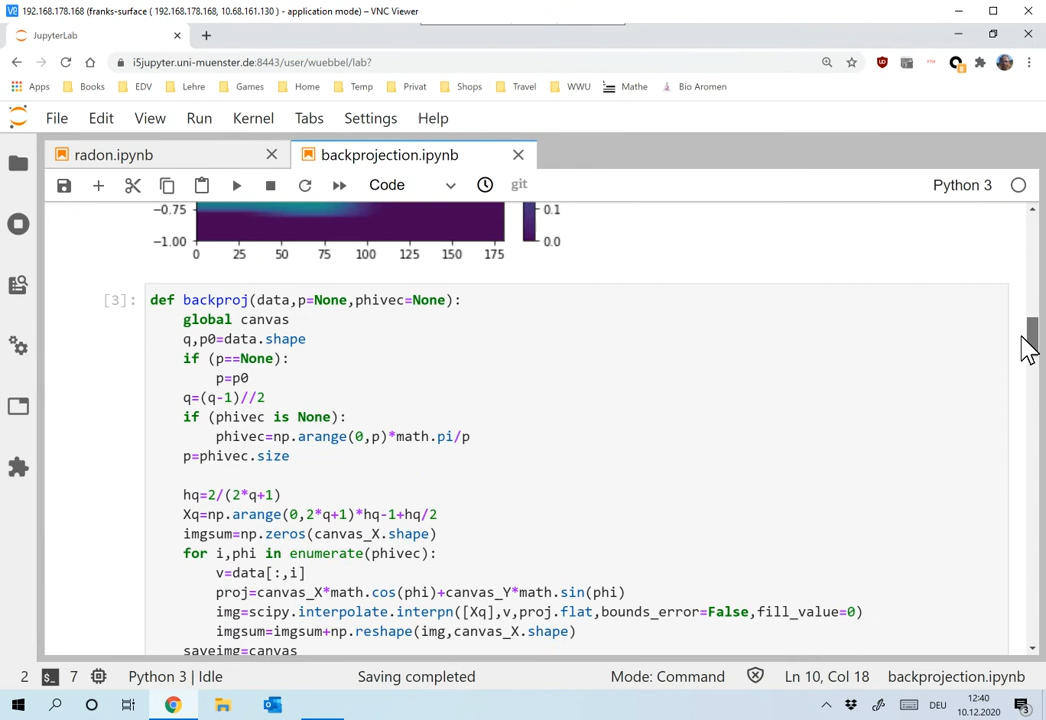 192.168.178.168 (franks-surface ( 192.168.178.168, 10.68.161.130 ) - application mode) – VNC Viewer
JupyterLab
i5jupyter.uni-muenster.de:8443/user/wuebbel/lab?
Apps Books EDV Lehre Games Home Temp Privat Shops Travel WWU Mathe Bio Aromen
File Edit View Run Kernel Tabs Settings Help
radon.ipynb backprojection.ipynb
Code git Python 3
−0.75 0.1
−1.00 0.0
0 25 50 75 100 125 150 175
[3]: def backproj(data,p=None,phivec=None):
global canvas
q,p0=data.shape
if (p==None):
p=p0
q=(q-1)//2
if (phivec is None):
phivec=np.arange(0,p)*math.pi/p
p=phivec.size
hq=2/(2*q+1)
Xq=np.arange(0,2*q+1)*hq-1+hq/2
imgsum=np.zeros(canvas_X.shape)
for i,phi in enumerate(phivec):
v=data[:,i]
proj=canvas_X*math.cos(phi)+canvas_Y*math.sin(phi)
img=scipy.interpolate.interpn([Xq],v,proj.flat,bounds_error=False,fill_value=0)
imgsum=imgsum+np.reshape(img,canvas_X.shape)
saveimg=canvas
2 7 Python 3 | Idle Saving completed Mode: Command Ln 10, Col 18 backprojection.ipynb
DEU 12:40
10.12.2020 3